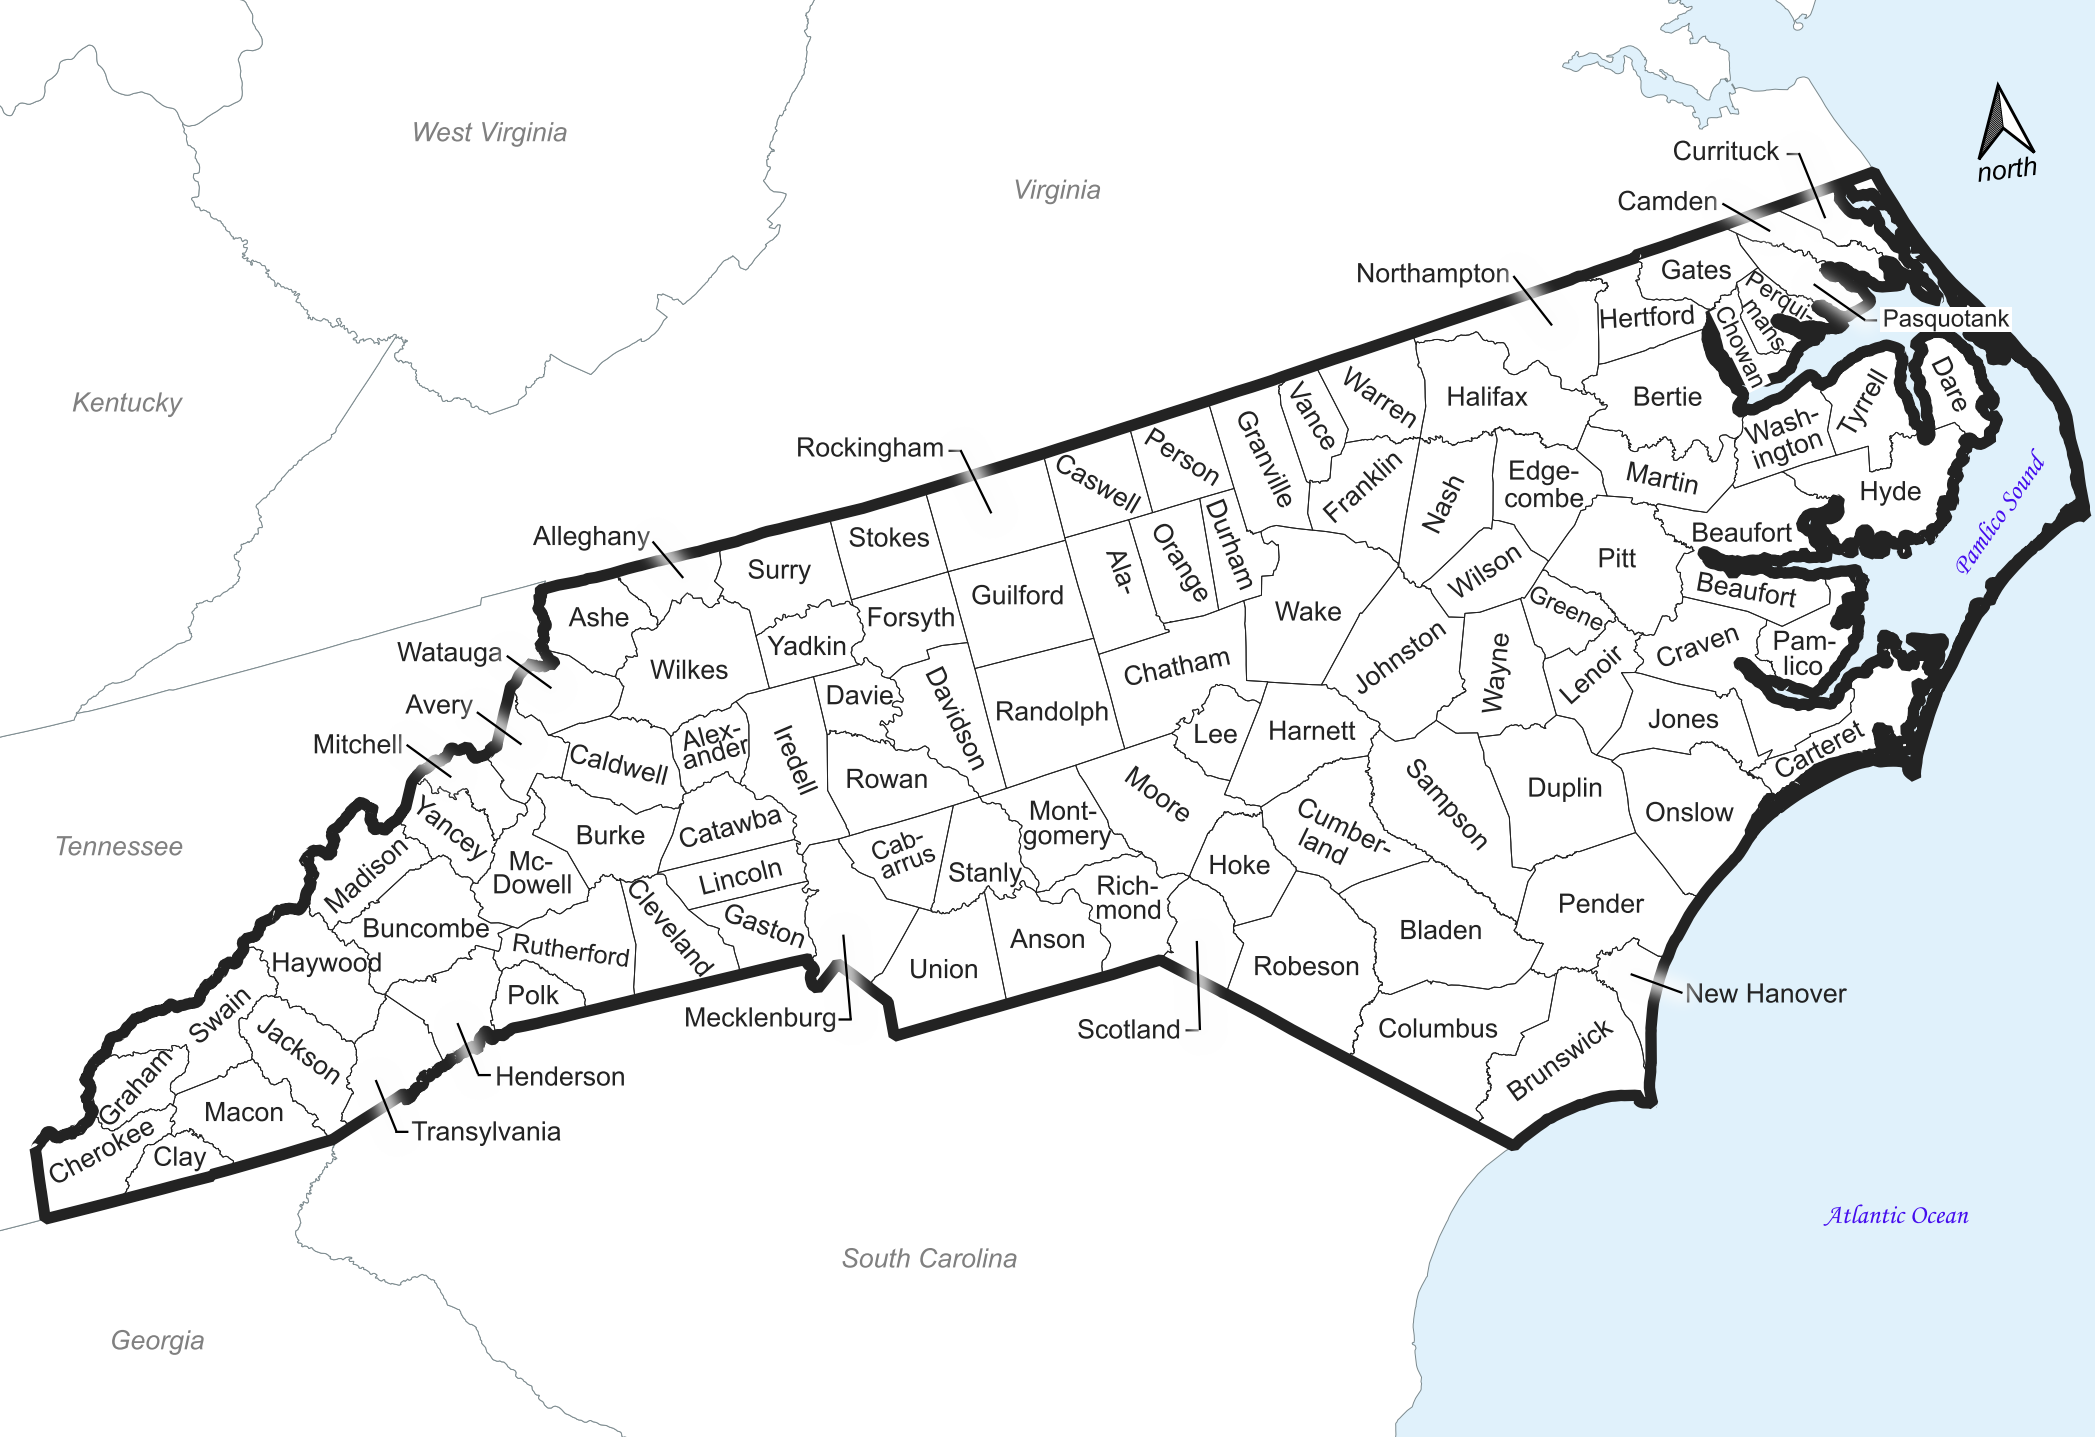 West Virginia
Virginia
north
Currituck
Camden
Northampton
Gates
Perqui-
mans
Pasquotank
Hertford
Chowan
Kentucky
Halifax
Bertie
Warren
Vance
Dare
Tyrrell
Wash-
ington
Rockingham
Caswell
Person
Granville
Franklin
Nash
Edge-
combe
Martin
Hyde
Pamlico Sound
Alleghany
Stokes
Surry
Ala-
Orange
Durham
Beaufort
Pitt
Wilson
Ashe
Guilford
Forsyth
Wake
Greene
Beaufort
Watauga
Wilkes
Yadkin
Chatham
Johnston
Wayne
Lenoir
Craven
Pam-
lico
Avery
Davie
Davidson
Randolph
Jones
Mitchell
Alex-
ander
Iredell
Lee
Harnett
Caldwell
Rowan
Moore
Sampson
Duplin
Carteret
Onslow
Yancey
Burke
Catawba
Mont-
gomery
Cumber-
land
Tennessee
Madison
Mc-
Dowell
Lincoln
Cab-
arrus
Stanly
Hoke
Rich-
mond
Pender
Buncombe
Cleveland
Gaston
Anson
Bladen
Haywood
Rutherford
Union
Robeson
Polk
New Hanover
Swain
Jackson
Mecklenburg
Scotland
Columbus
Brunswick
Graham
Henderson
Macon
Transylvania
Cherokee
Clay
Atlantic Ocean
South Carolina
Georgia